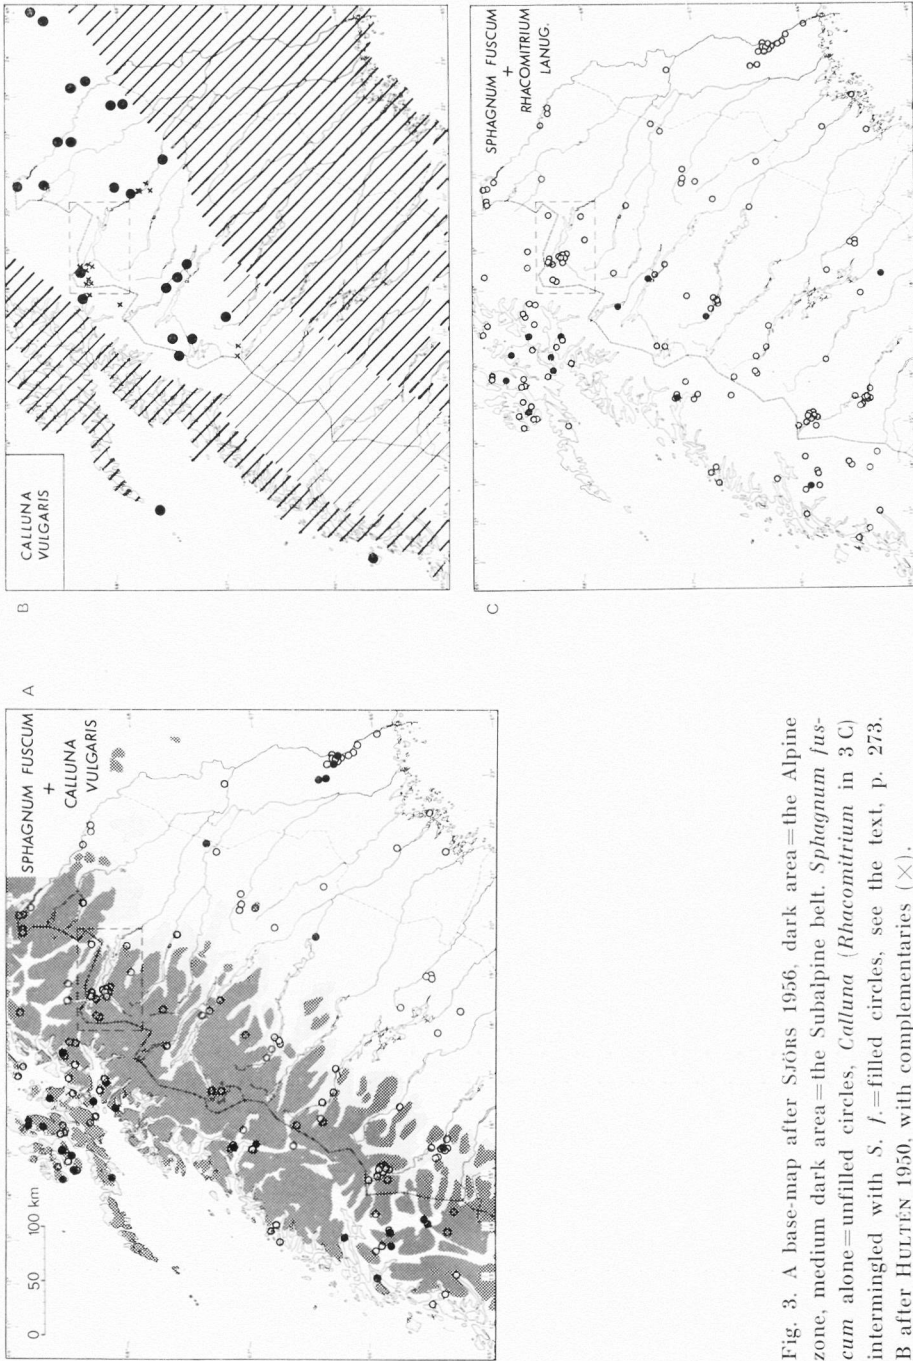 A
SPHAGNUM FUSCUM
+
CALLUNA
VULGARIS
0 50 100 km
B
CALLUNA
VULGARIS
C
SPHAGNUM FUSCUM
+
RHACOMITRIUM
LANUG.
Fig. 3. A base-map after SJÖRS 1956, dark area=the Alpine
zone, medium dark area=the Subalpine belt. Sphagnum fus-
cum alone=unfilled circles, Calluna (Rhacomitrium in 3 C)
intermingled with S. f.=filled circles, see the text, p. 273.
B after HULTÉN 1950, with complementaries (×).